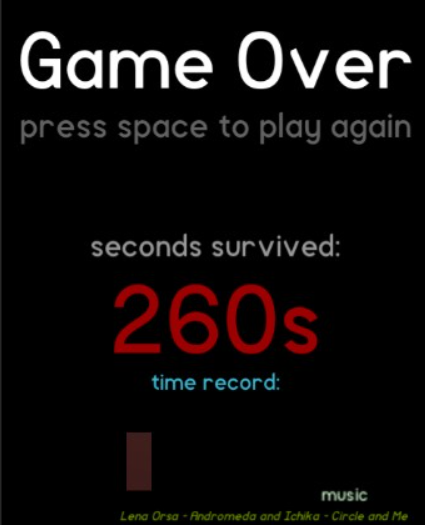 Game Over
press space to play again
seconds survived:
260s
time record:
music
Lena Orsa - Andromeda and Ichika - Circle and Me